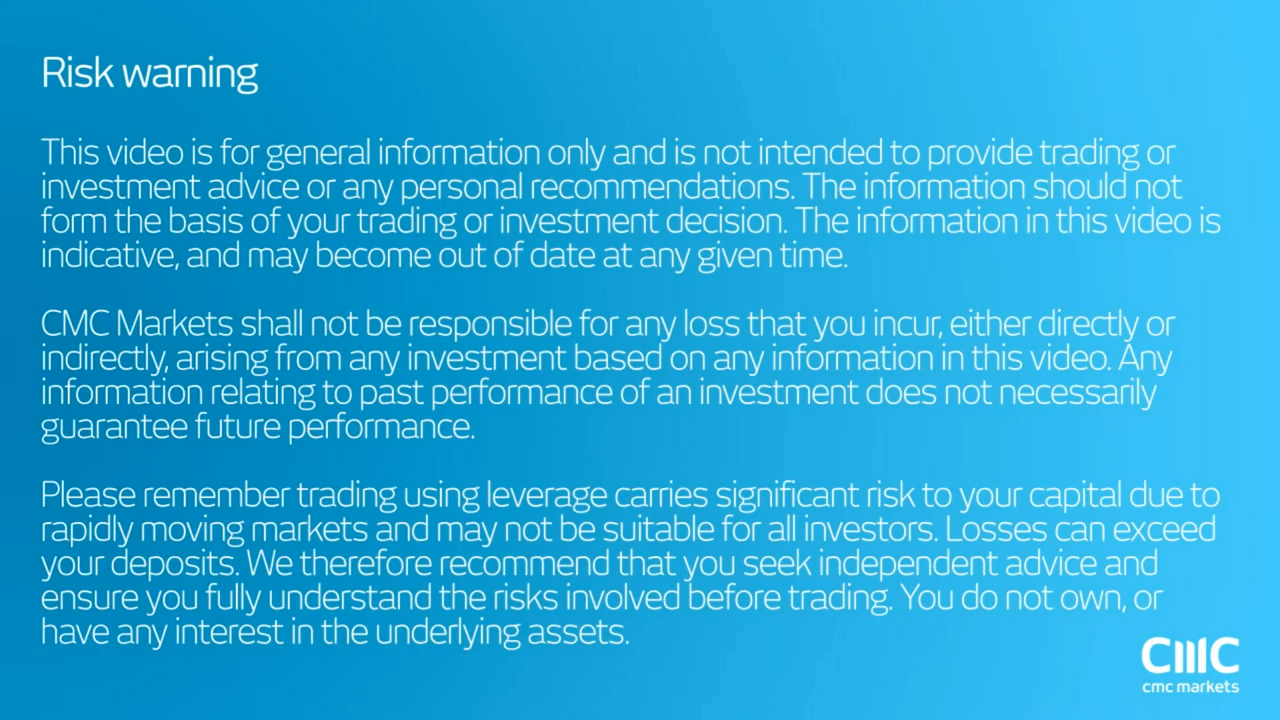 Risk warning
This video is for general information only and is not intended to provide trading or
investment advice or any personal recommendations. The information should not
form the basis of your trading or investment decision. The information in this video is
indicative, and may become out of date at any given time.
CMC Markets shall not be responsible for any loss that you incur, either directly or
indirectly, arising from any investment based on any information in this video. Any
information relating to past performance of an investment does not necessarily
guarantee future performance.
Please remember trading using leverage carries significant risk to your capital due to
rapidly moving markets and may not be suitable for all investors. Losses can exceed
your deposits. We therefore recommend that you seek independent advice and
ensure you fully understand the risks involved before trading. You do not own, or
have any interest in the underlying assets.
CMC
cmc markets